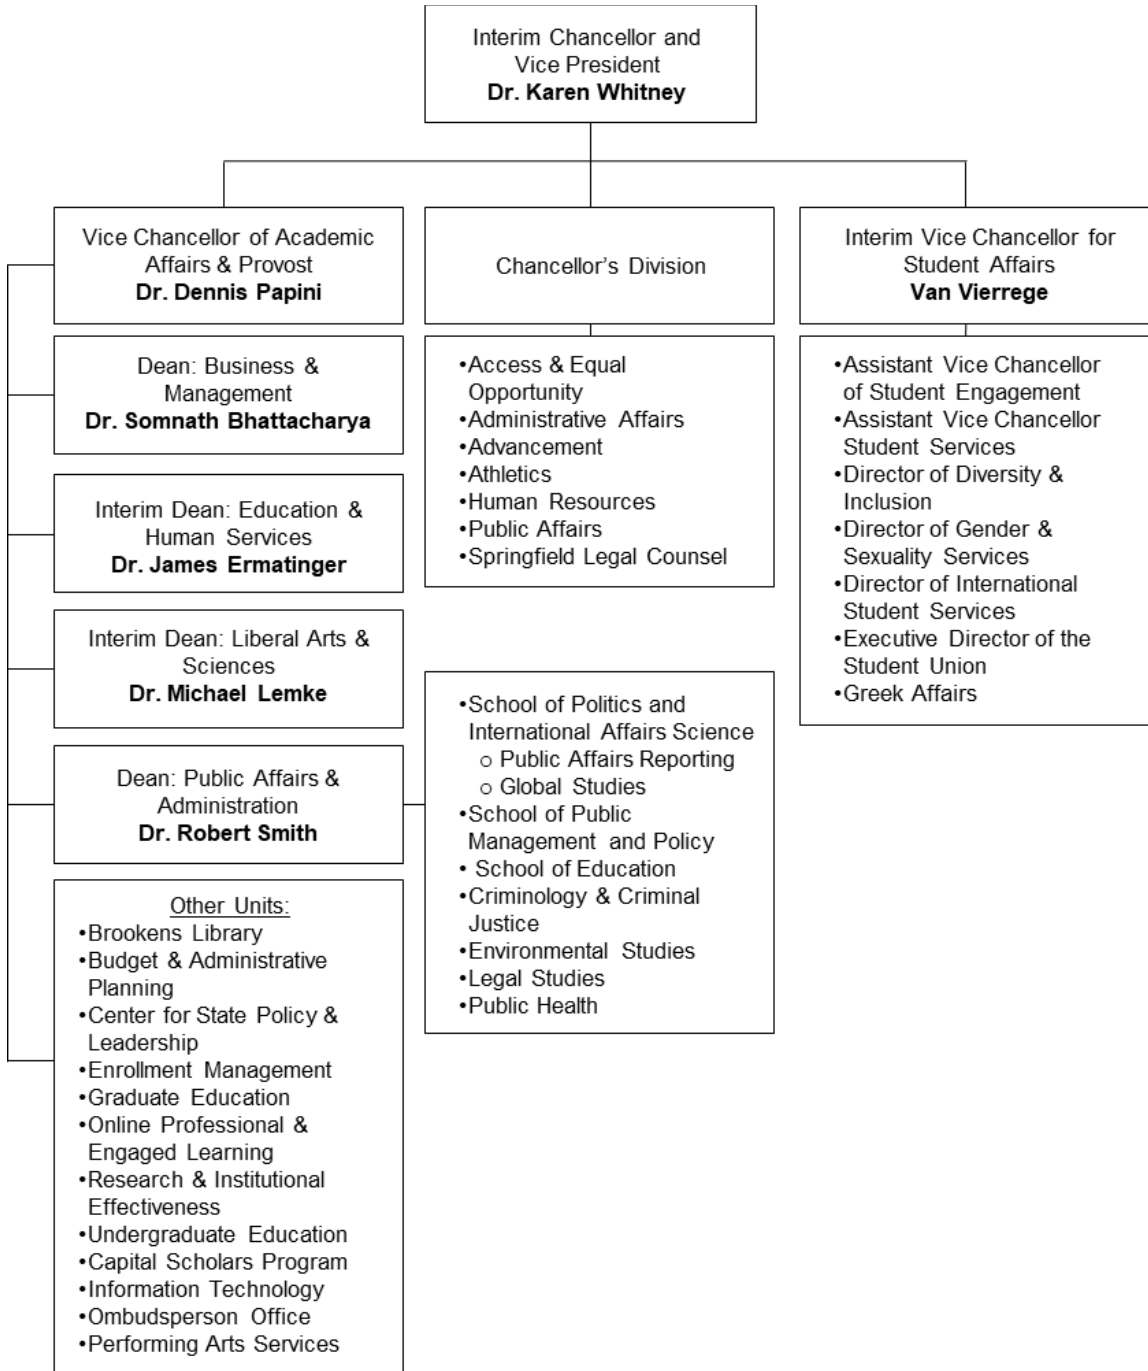 Interim Chancellor and
Vice President
Dr. Karen Whitney
Vice Chancellor of Academic
Affairs & Provost
Dr. Dennis Papini
Chancellor's Division
Interim Vice Chancellor for
Student Affairs
Van Vierrege
Dean: Business &
Management
Dr. Somnath Bhattacharya
Interim Dean: Education &
Human Services
Dr. James Ermatinger
Interim Dean: Liberal Arts &
Sciences
Dr. Michael Lemke
Dean: Public Affairs &
Administration
Dr. Robert Smith
Other Units:
•Brookens Library
•Budget & Administrative
Planning
•Center for State Policy &
Leadership
•Enrollment Management
•Graduate Education
•Online Professional &
Engaged Learning
•Research & Institutional
Effectiveness
•Undergraduate Education
•Capital Scholars Program
•Information Technology
•Ombudsperson Office
•Performing Arts Services
•Access & Equal
Opportunity
•Administrative Affairs
•Advancement
•Athletics
•Human Resources
•Public Affairs
•Springfield Legal Counsel
•School of Politics and
International Affairs Science
o Public Affairs Reporting
o Global Studies
•School of Public
Management and Policy
• School of Education
•Criminology & Criminal
Justice
•Environmental Studies
•Legal Studies
•Public Health
•Assistant Vice Chancellor
of Student Engagement
•Assistant Vice Chancellor
Student Services
•Director of Diversity &
Inclusion
•Director of Gender &
Sexuality Services
•Director of International
Student Services
•Executive Director of the
Student Union
•Greek Affairs